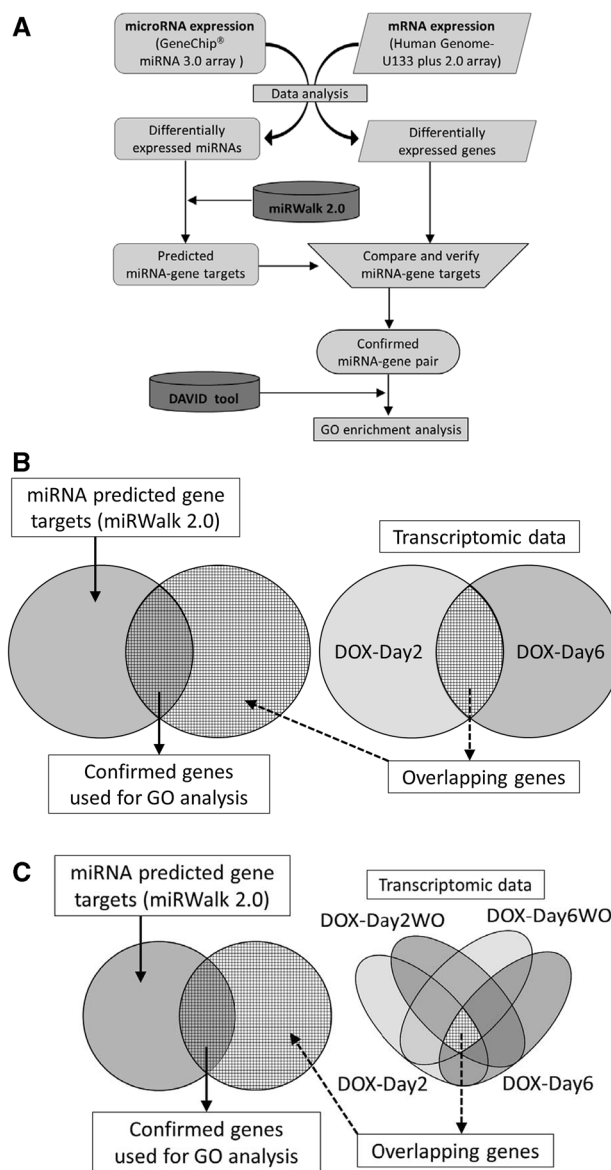 A
microRNA expression
(GeneChip®
miRNA 3.0 array )
mRNA expression
(Human Genome-
U133 plus 2.0 array)
Data analysis
Differentially
expressed miRNAs
Differentially
expressed genes
miRWalk 2.0
Predicted
miRNA-gene targets
Compare and verify
miRNA-gene targets
Confirmed
miRNA-gene pair
DAVID tool
GO enrichment analysis
B
miRNA predicted gene
targets (miRWalk 2.0)
Transcriptomic data
DOX-Day2
DOX-Day6
Confirmed genes
used for GO analysis
Overlapping genes
C
miRNA predicted gene
targets (miRWalk 2.0)
Transcriptomic data
DOX-Day2WO
DOX-Day6WO
DOX-Day2
DOX-Day6
Confirmed genes
used for GO analysis
Overlapping genes